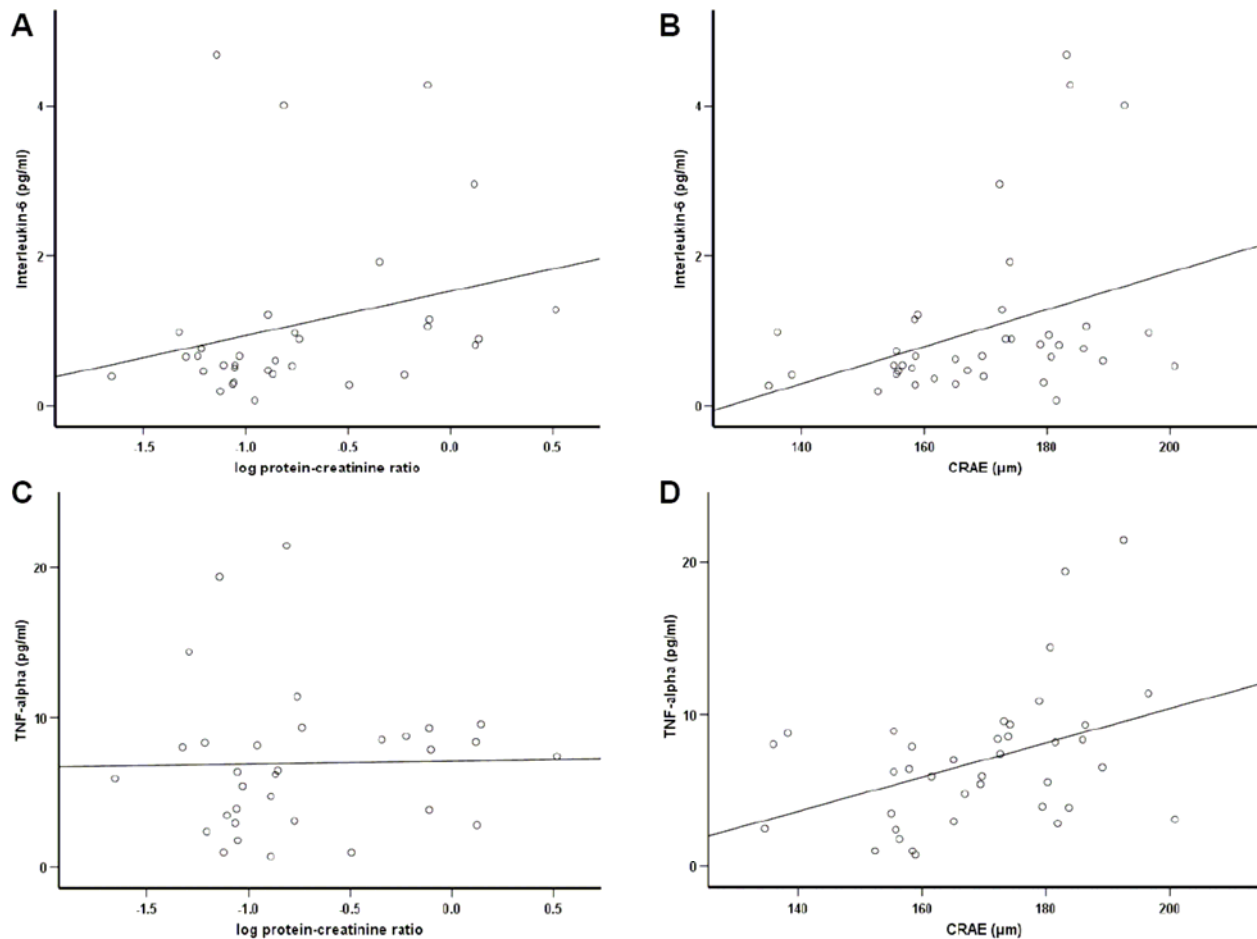 A
Interleukin-6 (pg/ml)
4
2
0
-1.5 -1.0 -0.5 0.0 0.5
log protein-creatinine ratio
B
Interleukin-6 (pg/ml)
4
2
0
140 160 180 200
CRAE (µm)
C
TNF-alpha (pg/ml)
20
10
0
-1.5 -1.0 -0.5 0.0 0.5
log protein-creatinine ratio
D
TNF-alpha (pg/ml)
20
10
0
140 160 180 200
CRAE (µm)